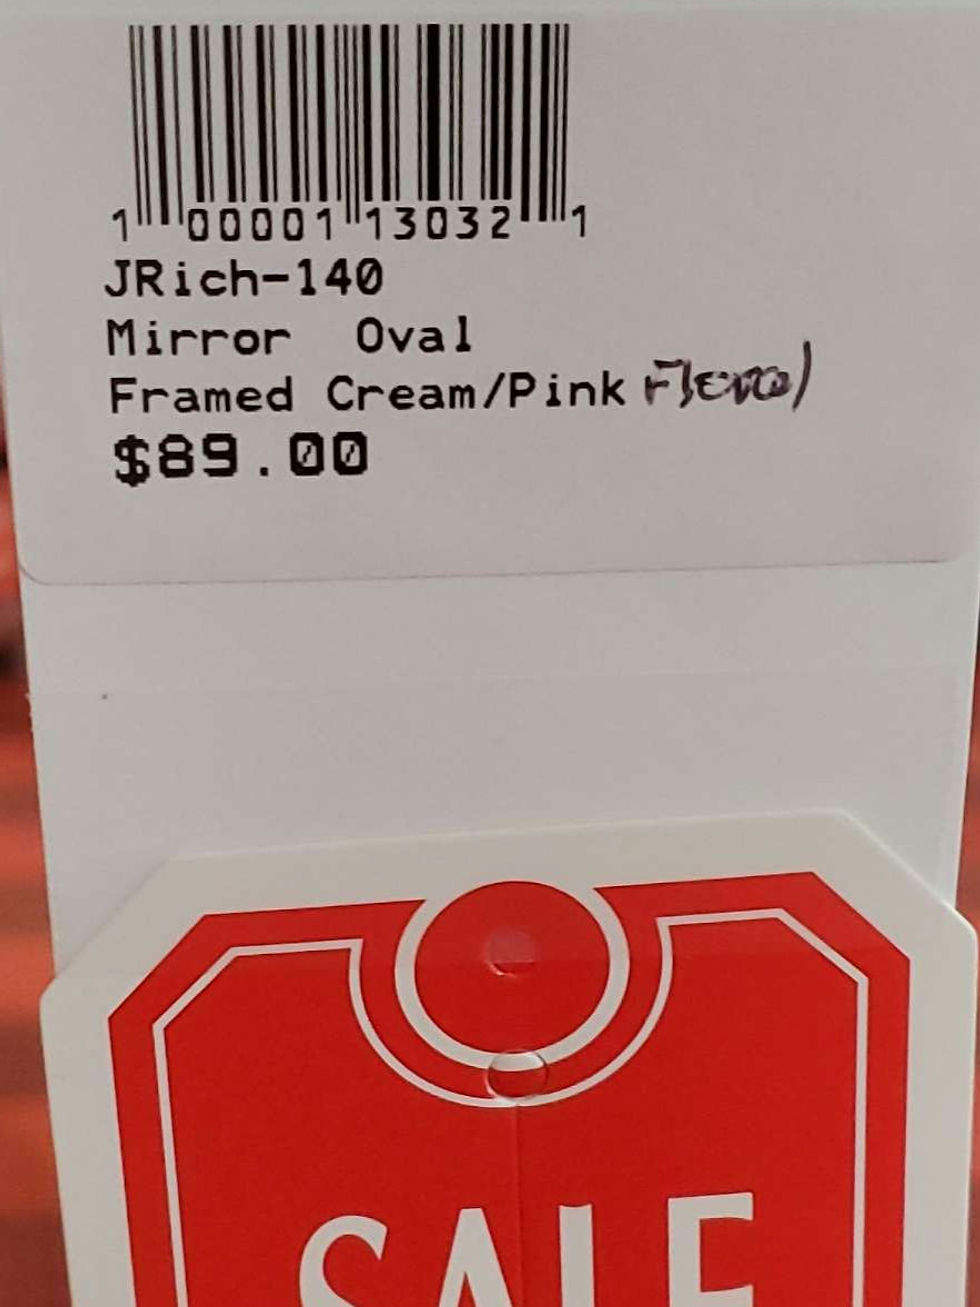 1 00001 13032 1
JRich-140
Mirror Oval
Framed Cream/Pink Floral
$89.00
SALE